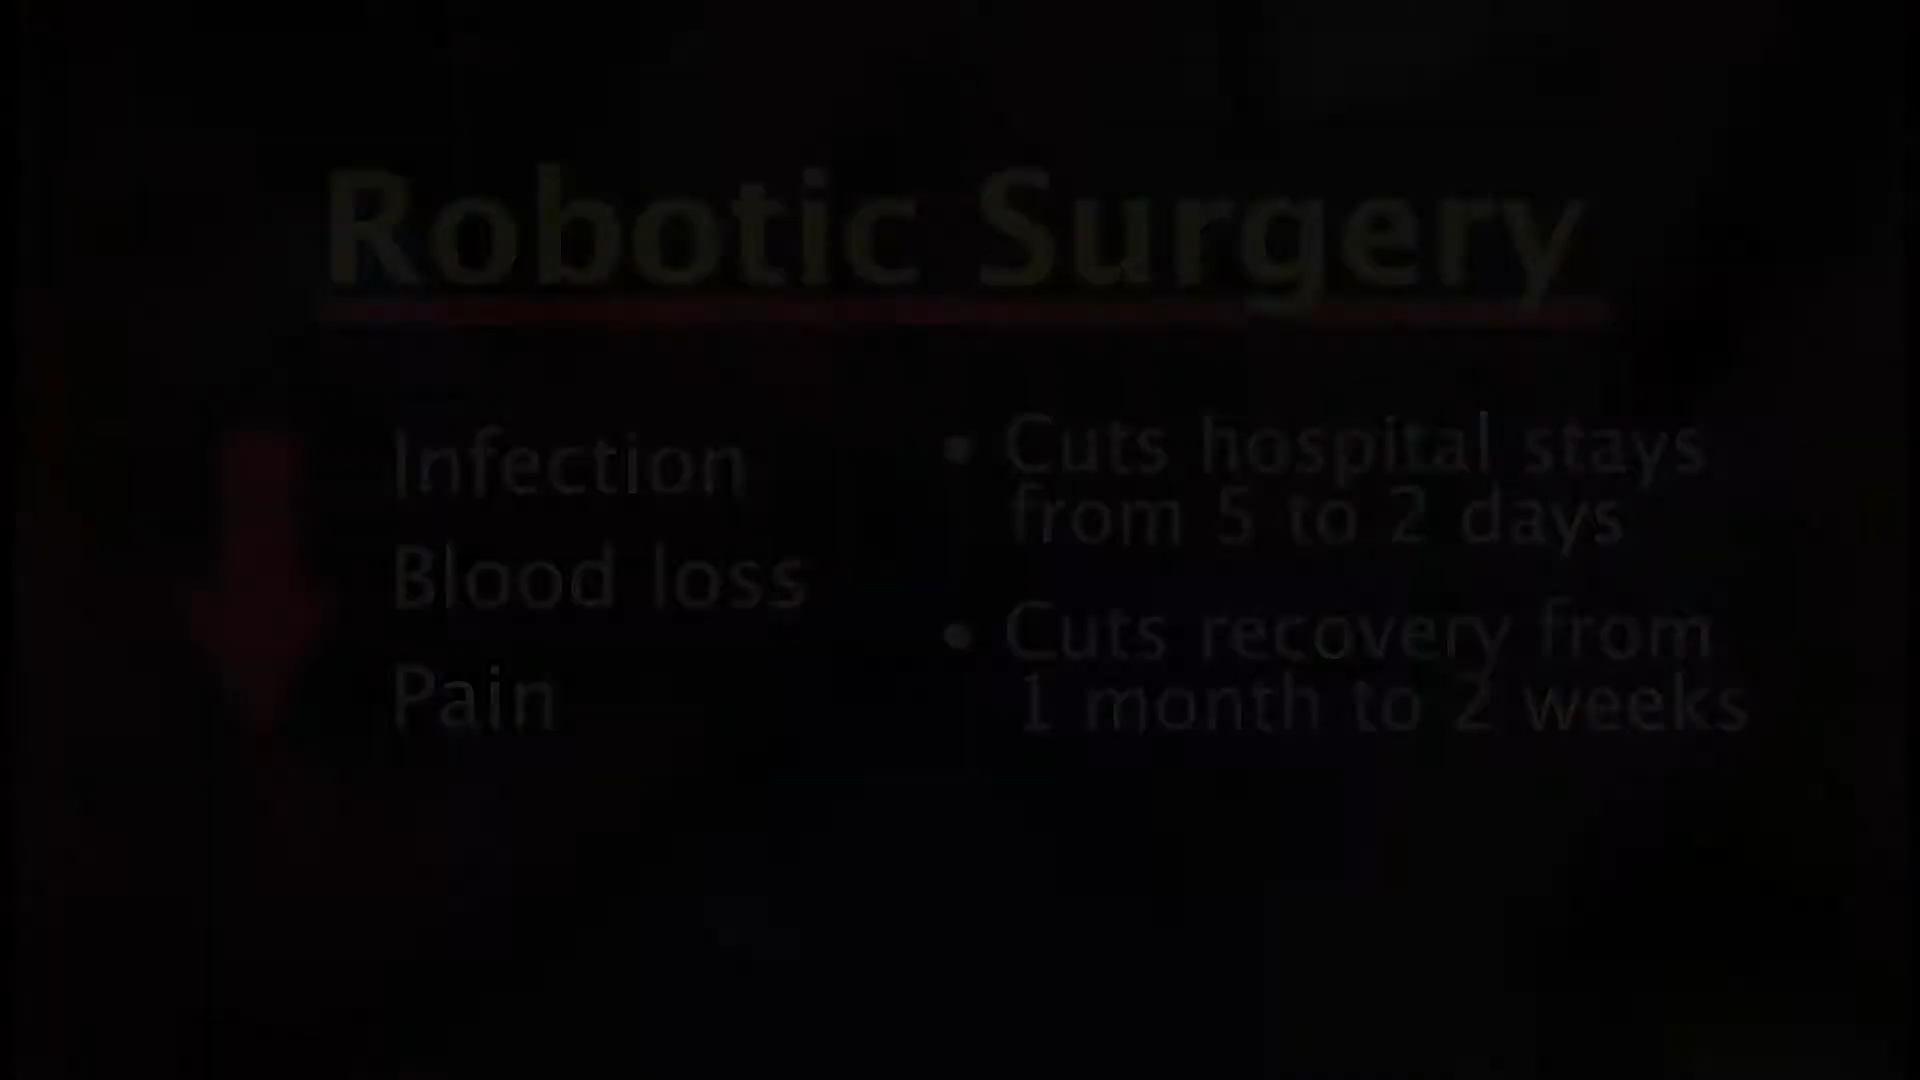 Robotic Surgery
Infection
Blood loss
Pain
• Cuts hospital stays
from 5 to 2 days
• Cuts recovery from
1 month to 2 weeks